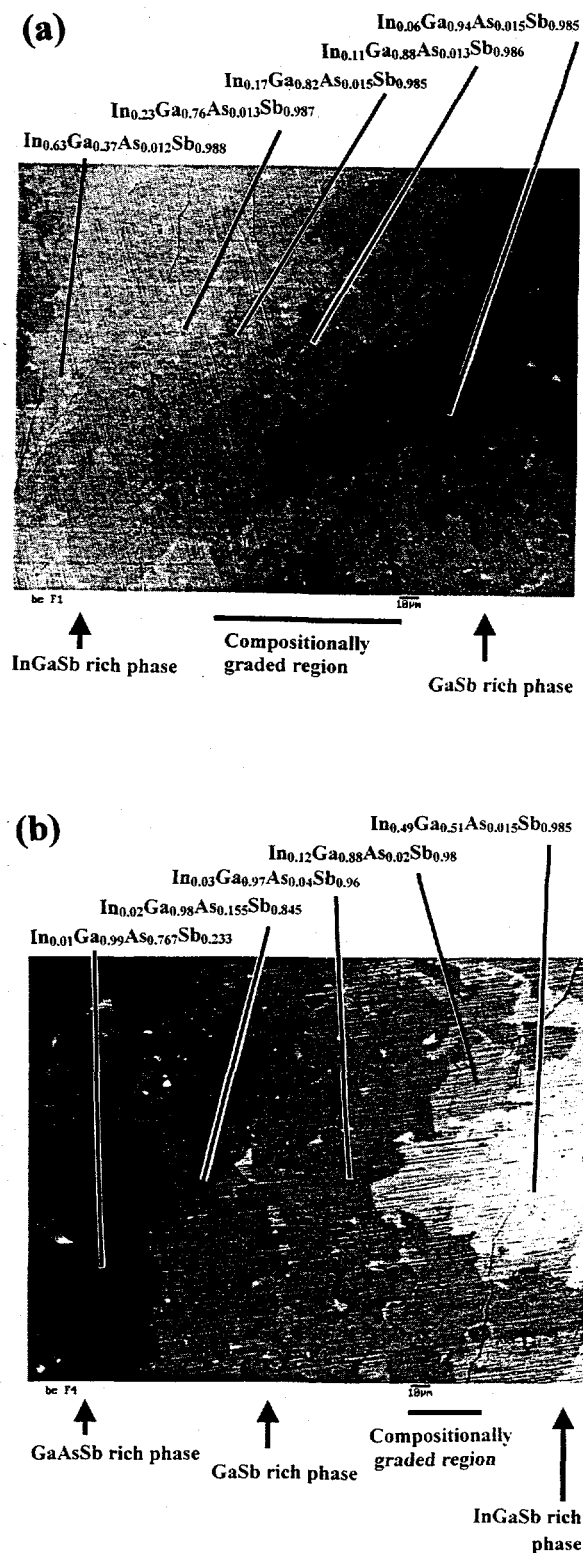 (a)
In0.06Ga0.94As0.015Sb0.985
In0.11Ga0.88As0.013Sb0.986
In0.17Ga0.82As0.015Sb0.985
In0.23Ga0.76As0.013Sb0.987
In0.63Ga0.37As0.012Sb0.988
be F1
10µm
InGaSb rich phase
Compositionally
graded region
GaSb rich phase
(b)
In0.49Ga0.51As0.015Sb0.985
In0.12Ga0.88As0.02Sb0.98
In0.03Ga0.97As0.04Sb0.96
In0.02Ga0.98As0.155Sb0.845
In0.01Ga0.99As0.767Sb0.233
be F4
10µm
GaAsSb rich phase
GaSb rich phase
Compositionally
graded region
InGaSb rich
phase